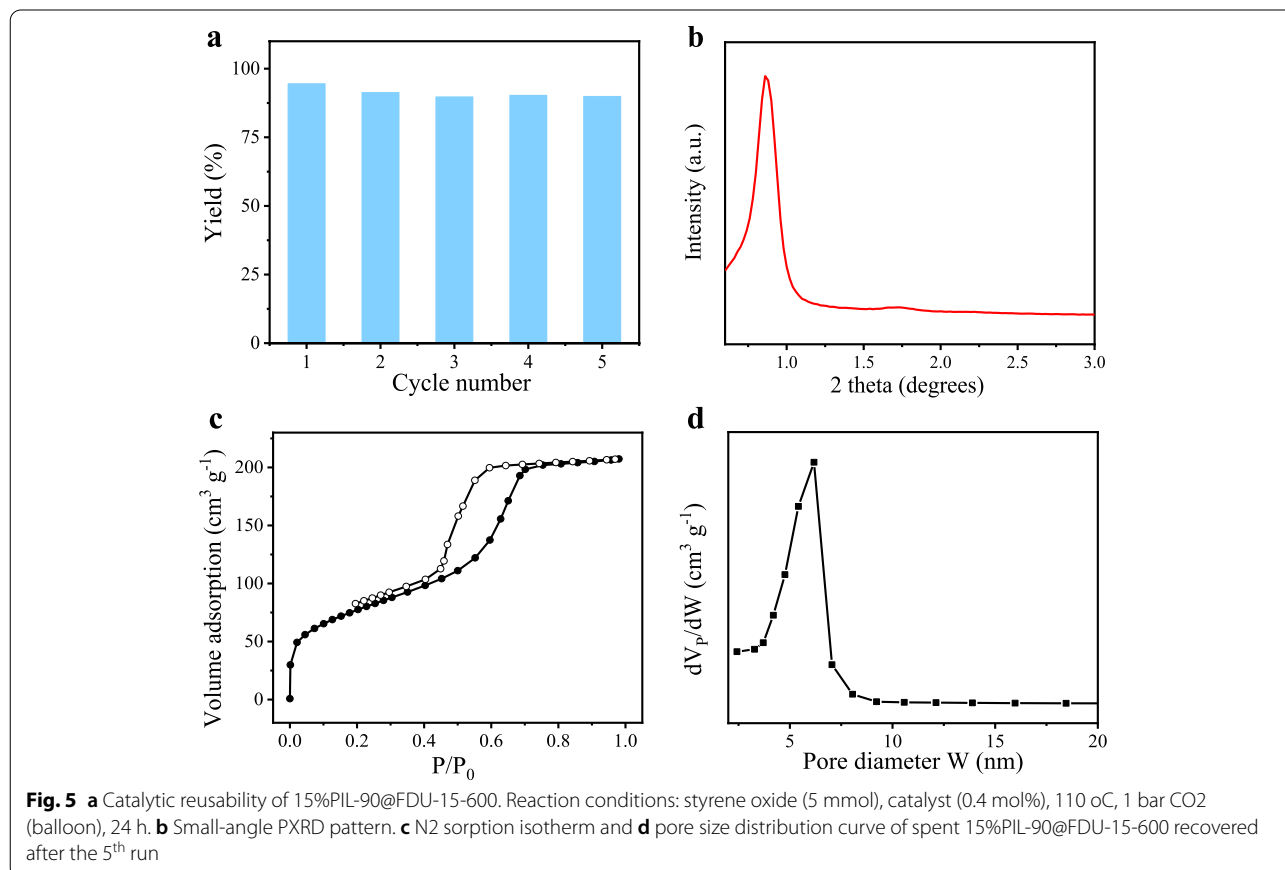 a
100
75
50
25
0
Yield (%)
1 2 3 4 5
Cycle number
b
Intensity (a.u.)
1.0 1.5 2.0 2.5 3.0
2 theta (degrees)
c
200
150
100
50
0
Volume adsorption (cm³ g⁻¹)
0.0 0.2 0.4 0.6 0.8 1.0
P/P₀
d
dVₚ/dW (cm³ g⁻¹)
5 10 15 20
Pore diameter W (nm)
Fig. 5 a Catalytic reusability of 15%PIL-90@FDU-15-600. Reaction conditions: styrene oxide (5 mmol), catalyst (0.4 mol%), 110 oC, 1 bar CO2
(balloon), 24 h. b Small-angle PXRD pattern. c N2 sorption isotherm and d pore size distribution curve of spent 15%PIL-90@FDU-15-600 recovered
after the 5ᵗʰ run